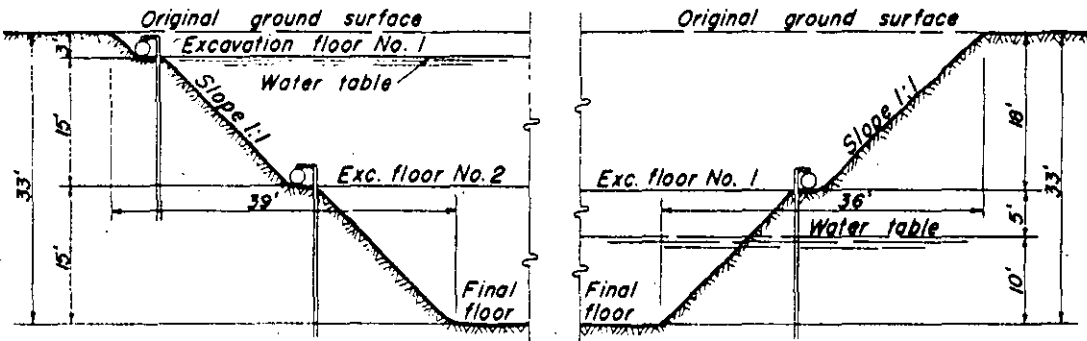 Original ground surface
Excavation floor No. 1
Water table
Slope 1:1
3'
15'
33'
Exc. floor No. 2
39'
15'
Final
floor
Original ground surface
Slope 1:1
18'
Exc. floor No. 1
36'
33'
5'
Water table
10'
Final
floor